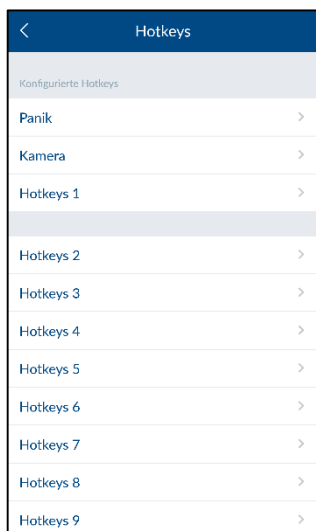 Hotkeys
Konfigurierte Hotkeys
Panik
Kamera
Hotkeys 1
Hotkeys 2
Hotkeys 3
Hotkeys 4
Hotkeys 5
Hotkeys 6
Hotkeys 7
Hotkeys 8
Hotkeys 9